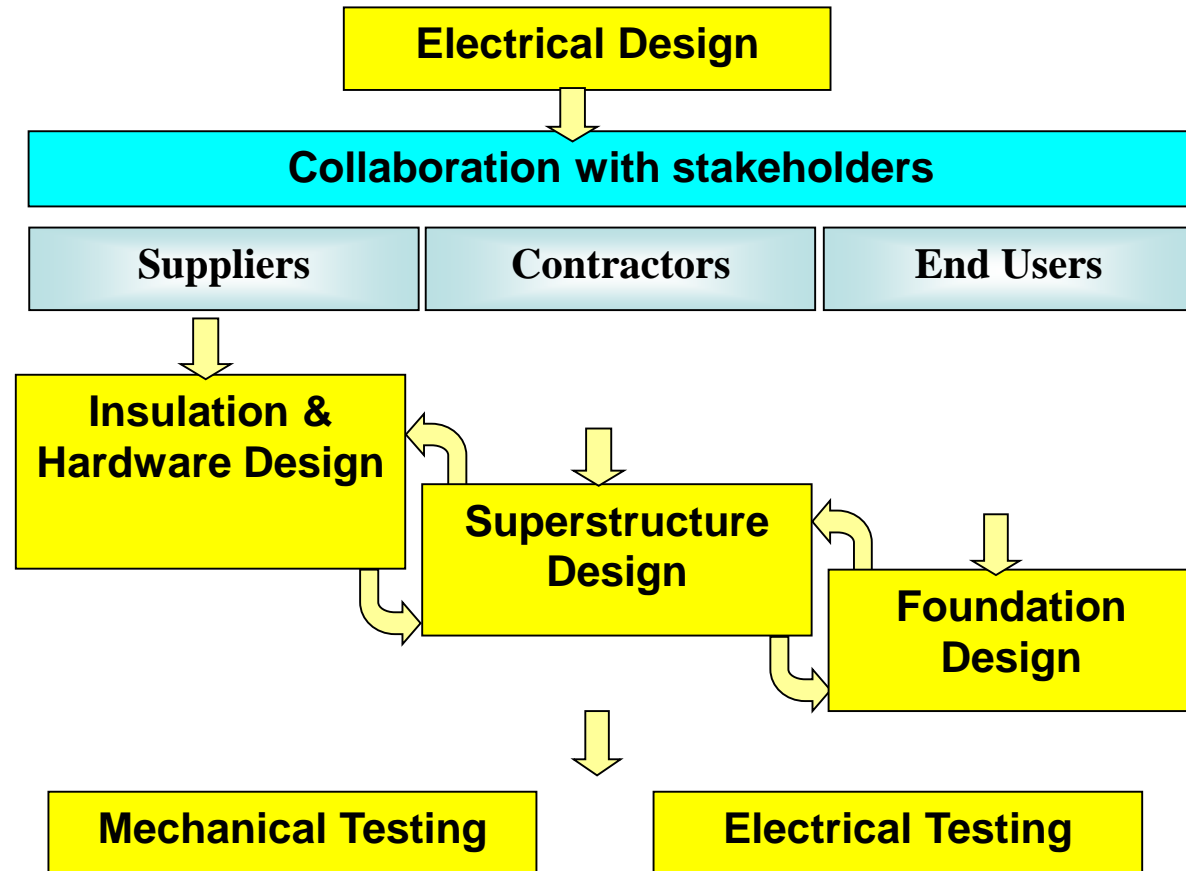 Electrical Design
Collaboration with stakeholders
Suppliers
Contractors
End Users
Insulation &
Hardware Design
Superstructure
Design
Foundation
Design
Mechanical Testing
Electrical Testing